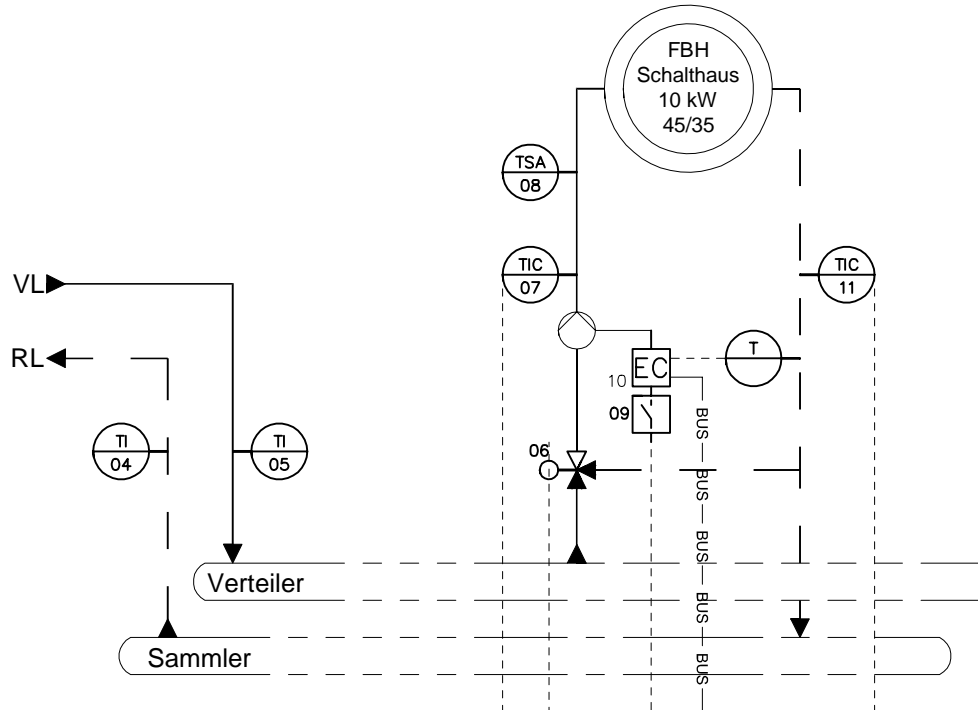 FBH
Schalthaus
10 kW
45/35
TSA
08
TIC
07
TIC
11
VL
RL
T
EC
10
09
BUS
TI
04
TI
05
06
BUS
BUS
Verteiler
BUS
Sammler
BUS